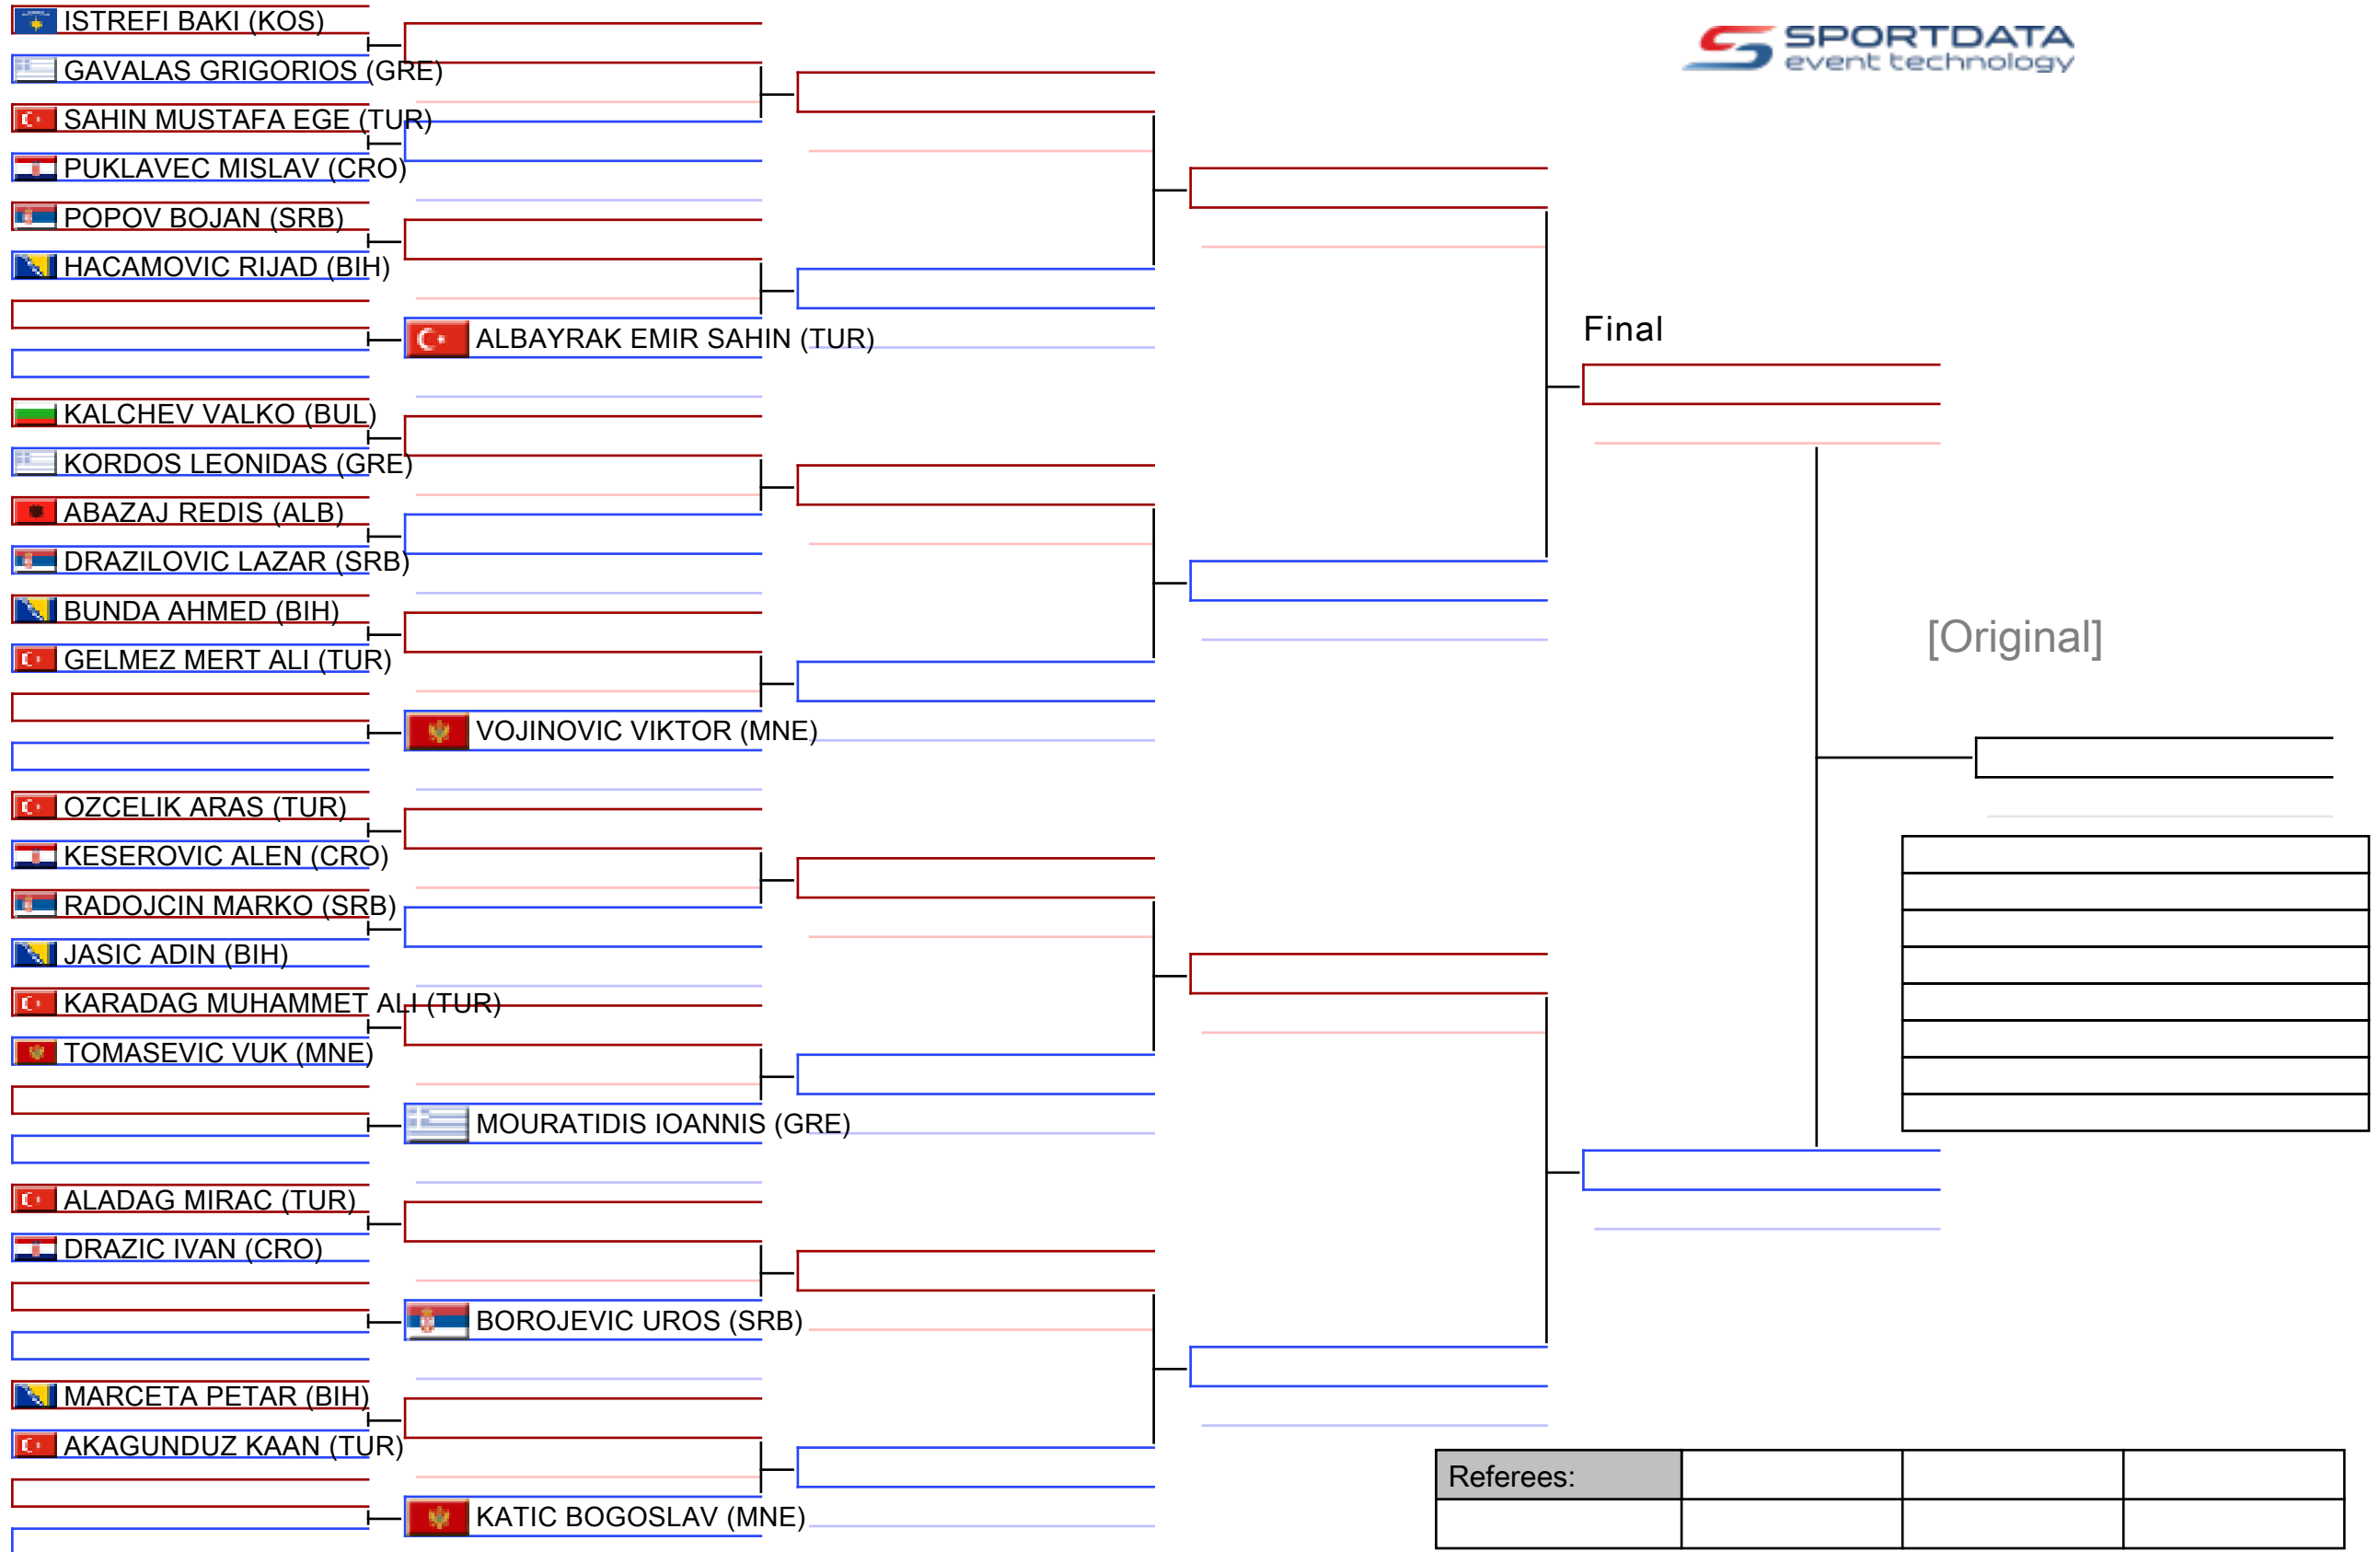 ISTREFI BAKI (KOS)
GAVALAS GRIGORIOS (GRE)
SAHIN MUSTAFA EGE (TUR)
PUKLAVEC MISLAV (CRO)
POPOV BOJAN (SRB)
HACAMOVIC RIJAD (BIH)
ALBAYRAK EMIR SAHIN (TUR)
KALCHEV VALKO (BUL)
KORDOS LEONIDAS (GRE)
ABAZAJ REDIS (ALB)
DRAZILOVIC LAZAR (SRB)
BUNDA AHMED (BIH)
GELMEZ MERT ALI (TUR)
VOJINOVIC VIKTOR (MNE)
OZCELIK ARAS (TUR)
KESEROVIC ALEN (CRO)
RADOJCIN MARKO (SRB)
JASIC ADIN (BIH)
KARADAG MUHAMMET ALI (TUR)
TOMASEVIC VUK (MNE)
MOURATIDIS IOANNIS (GRE)
ALADAG MIRAC (TUR)
DRAZIC IVAN (CRO)
BOROJEVIC UROS (SRB)
MARCETA PETAR (BIH)
AKAGUNDUZ KAAN (TUR)
KATIC BOGOSLAV (MNE)
SPORTDATA
event technology
Final
[Original]
Referees: